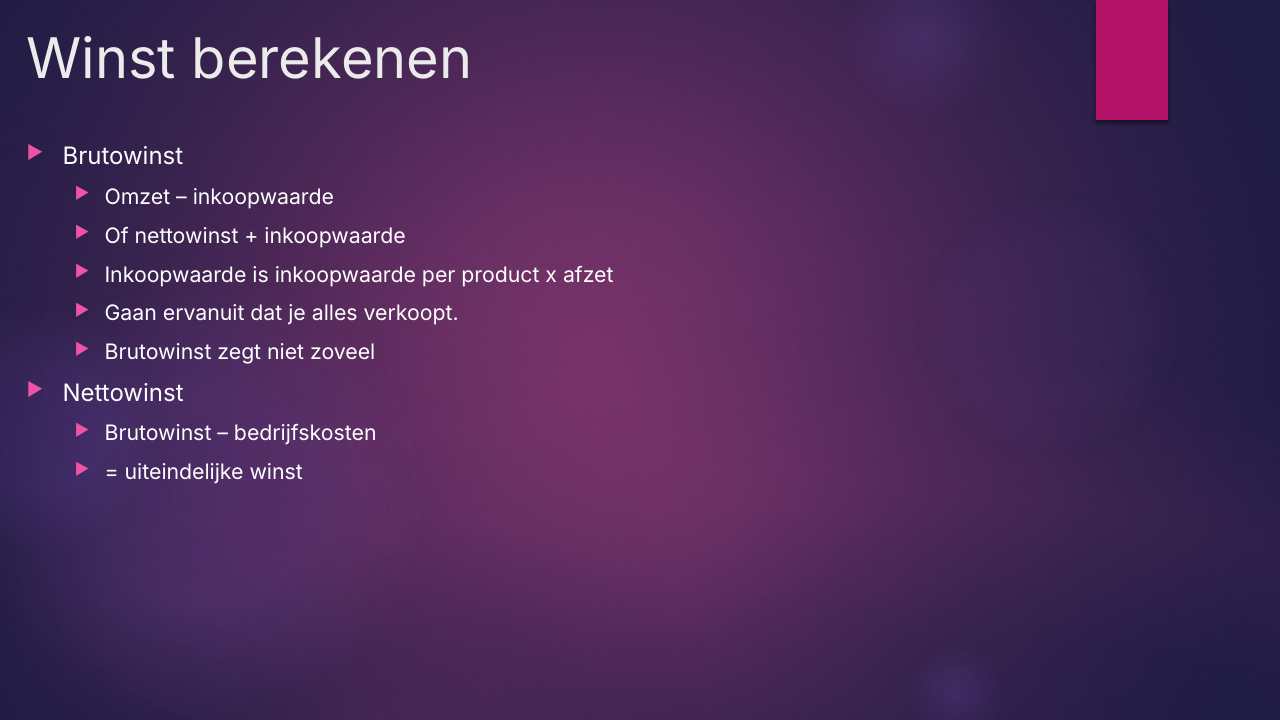 Winst berekenen
Brutowinst
Omzet – inkoopwaarde
Of nettowinst + inkoopwaarde
Inkoopwaarde is inkoopwaarde per product x afzet
Gaan ervanuit dat je alles verkoopt.
Brutowinst zegt niet zoveel
Nettowinst
Brutowinst – bedrijfskosten
= uiteindelijke winst